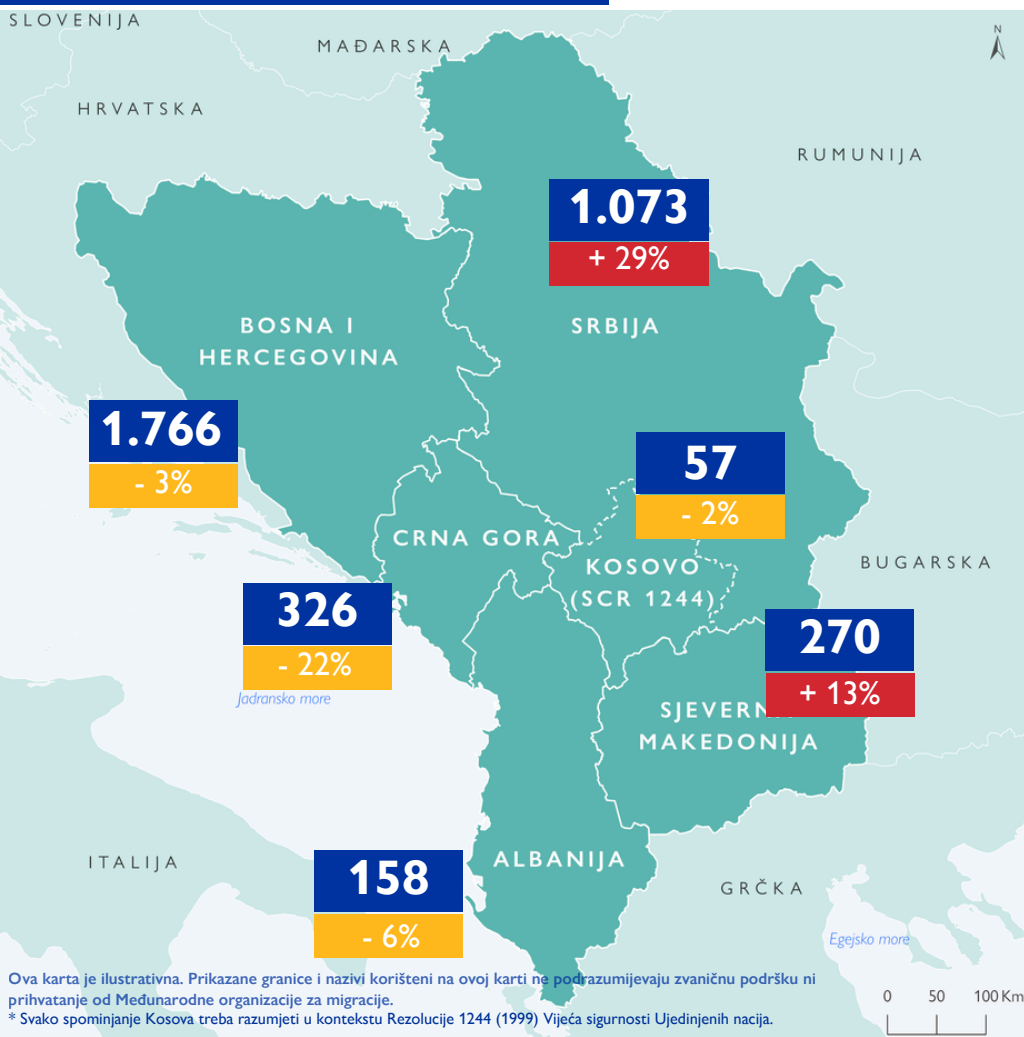 SLOVENIJA
MAĐARSKA
N
HRVATSKA
RUMUNIJA
1.073
+ 29%
BOSNA I
HERCEGOVINA
SRBIJA
1.766
- 3%
57
- 2%
CRNA GORA
KOSOVO
(SCR 1244)
BUGARSKA
326
- 22%
Jadransko more
270
+ 13%
SJEVERNA
MAKEDONIJA
ITALIJA
158
- 6%
ALBANIJA
GRČKA
Egejsko more
Ova karta je ilustrativna. Prikazane granice i nazivi korišteni na ovoj karti ne podrazumijevaju zvaničnu podršku ni
prihvatanje od Međunarodne organizacije za migracije.
* Svako spominjanje Kosova treba razumjeti u kontekstu Rezolucije 1244 (1999) Vijeća sigurnosti Ujedinjenih nacija.
0 50 100 Km